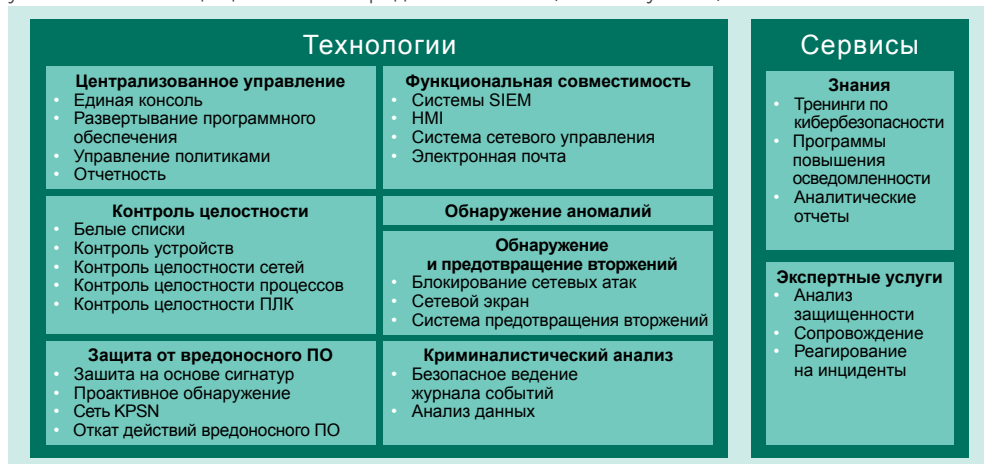 Технологии
Централизованное управление
• Единая консоль
• Развертывание программного
обеспечения
• Управление политиками
• Отчетность
Функциональная совместимость
• Системы SIEM
• HMI
• Система сетевого управления
• Электронная почта
Контроль целостности
• Белые списки
• Контроль устройств
• Контроль целостности сетей
• Контроль целостности процессов
• Контроль целостности ПЛК
Обнаружение аномалий
Обнаружение
и предотвращение вторжений
• Блокирование сетевых атак
• Сетевой экран
• Система предотвращения вторжений
Защита от вредоносного ПО
• Зашита на основе сигнатур
• Проактивное обнаружение
• Сеть KPSN
• Откат действий вредоносного ПО
Криминалистический анализ
• Безопасное ведение
журнала событий
• Анализ данных
Сервисы
Знания
• Тренинги по
кибербезопасности
• Программы
повышения
осведомленности
• Аналитические
отчеты
Экспертные услуги
• Анализ
защищенности
• Сопровождение
• Реагирование
на инциденты